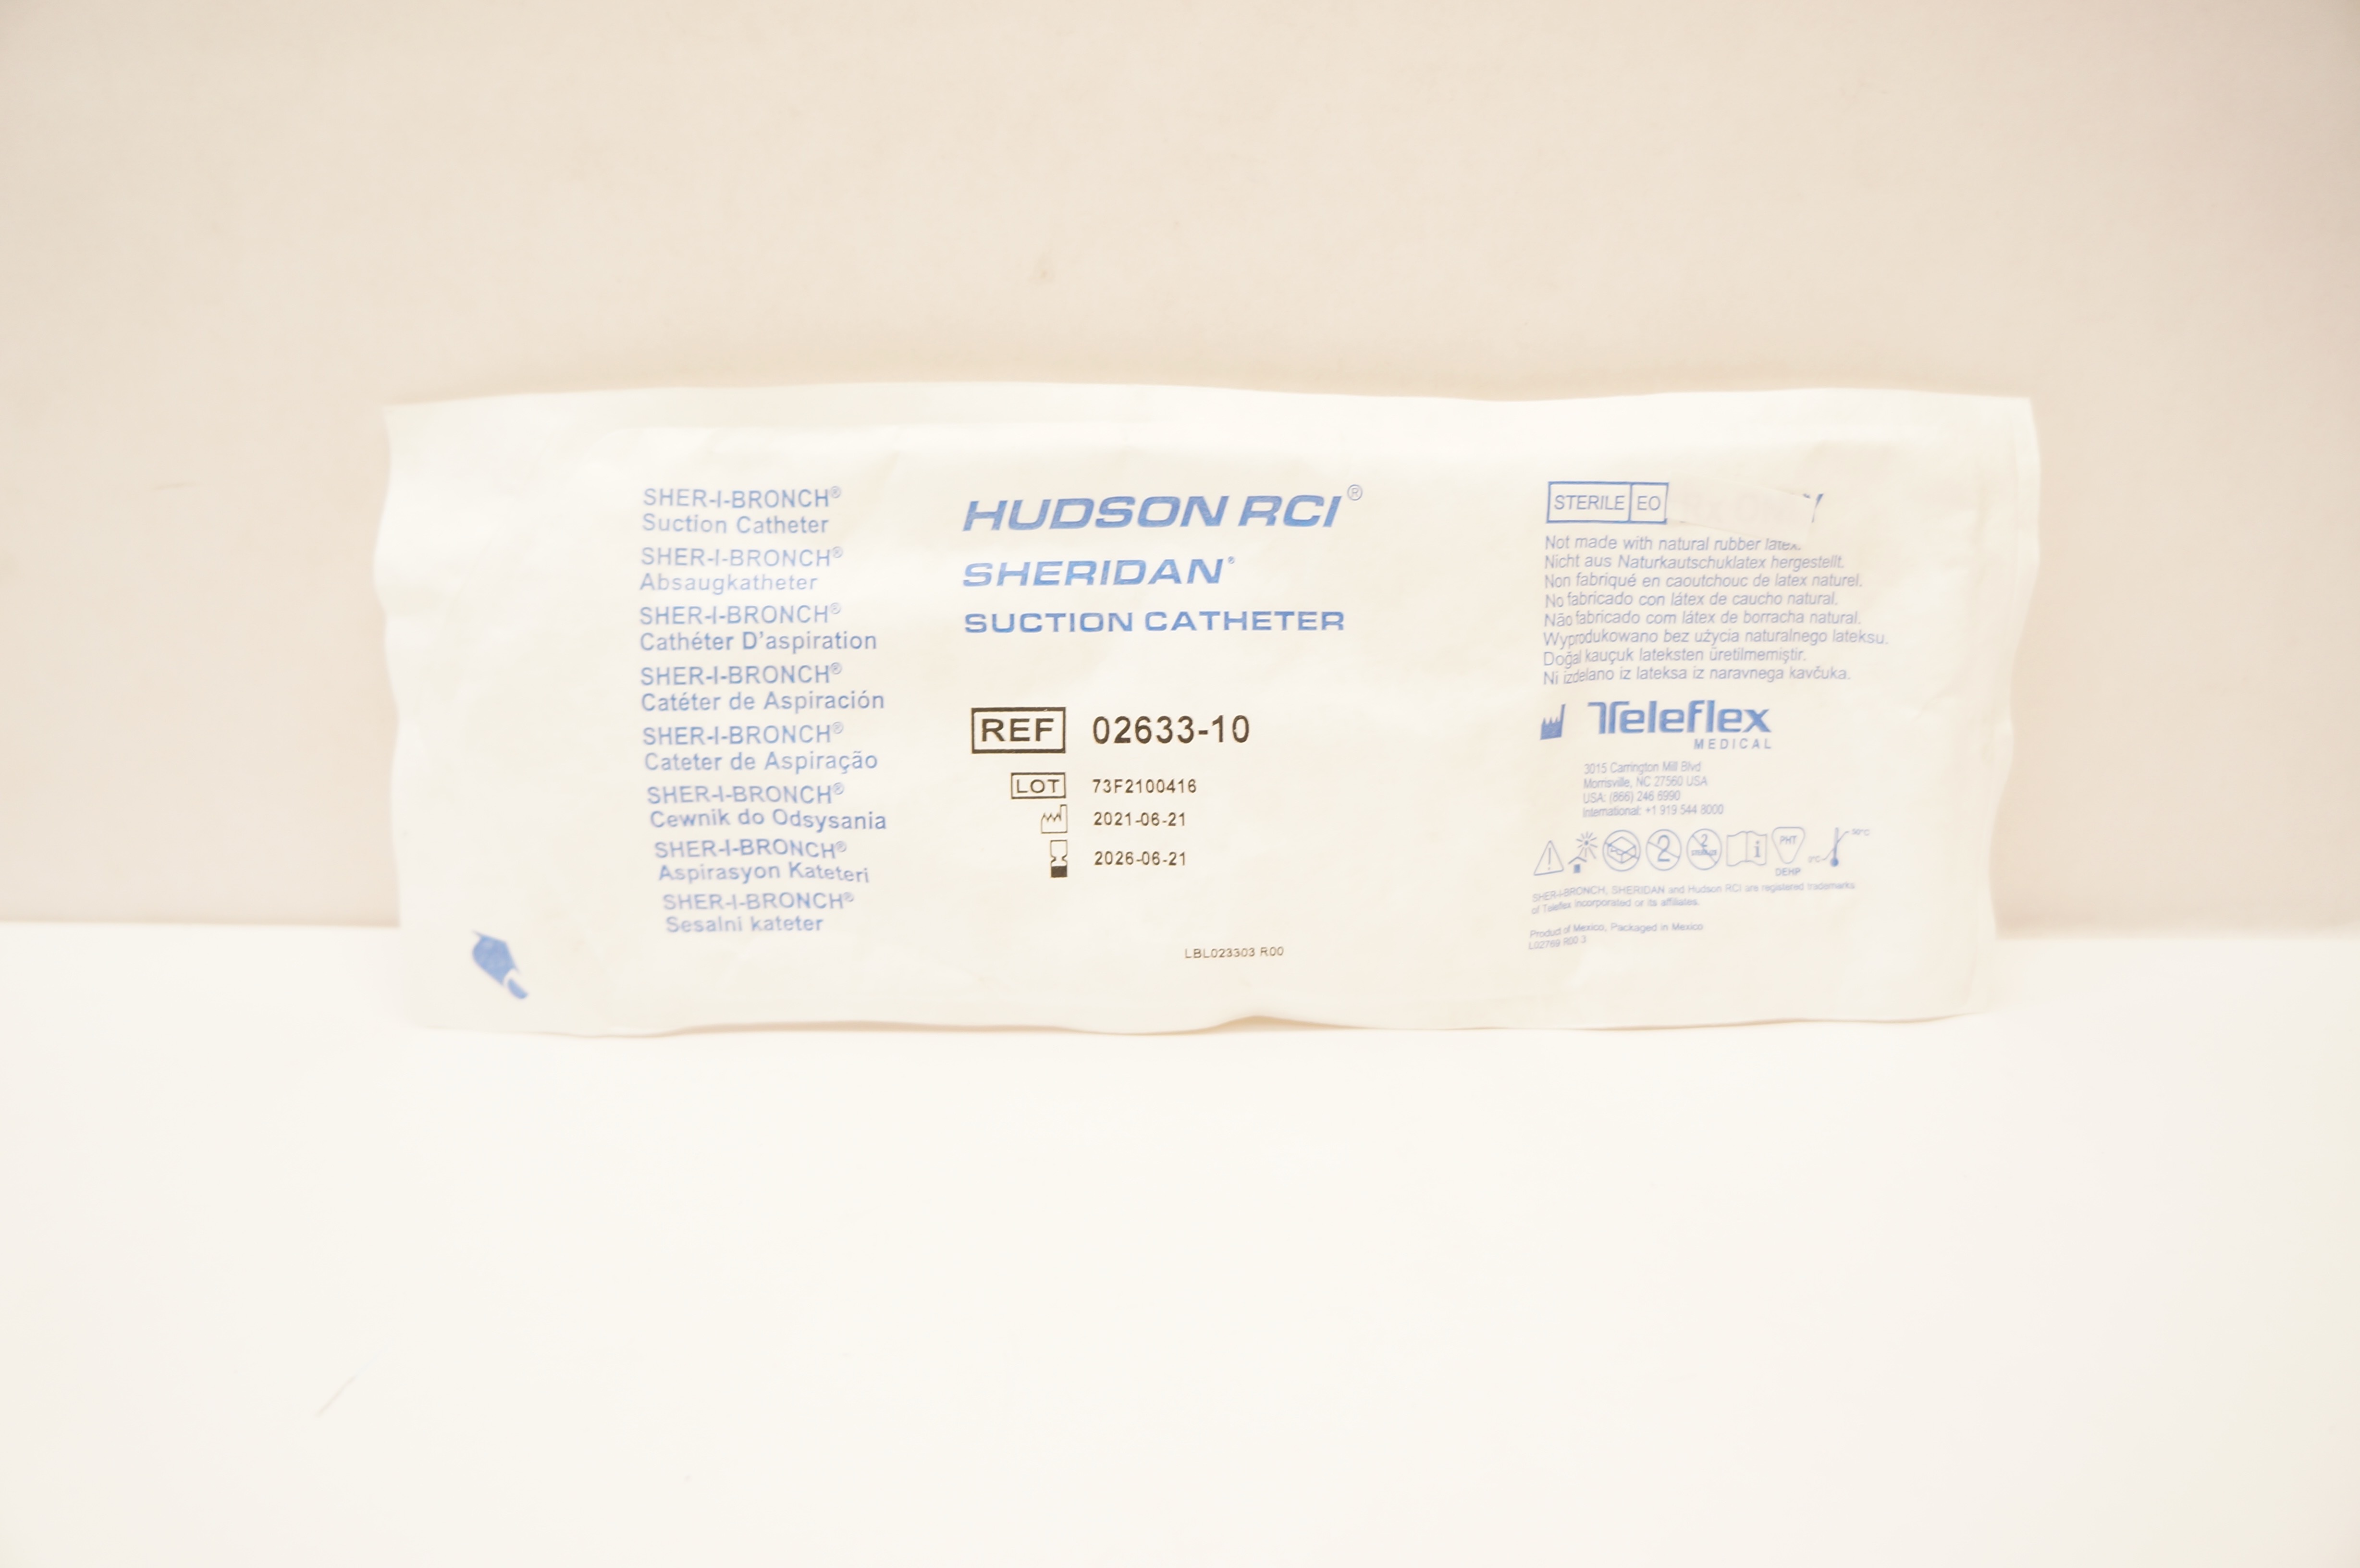 SHER-I-BRONCH®
Suction Catheter
SHER-I-BRONCH®
Absaugkatheter
SHER-I-BRONCH®
Cathéter D'aspiration
SHER-I-BRONCH®
Catéter de Aspiración
SHER-I-BRONCH®
Cateter de Aspiração
SHER-I-BRONCH®
Cewnik do Odsysania
SHER-I-BRONCH®
Aspirasyon Kateteri
SHER-I-BRONCH®
Sesalni kateter
HUDSON RCI®
SHERIDAN®
SUCTION CATHETER
REF 02633-10
LOT 73F2100416
2021-06-21
2026-06-21
LBL023303 R00
STERILE EO
Not made with natural rubber latex.
Nicht aus Naturkautschuklatex hergestellt.
Non fabriqué en caoutchouc de latex naturel.
No fabricado con látex de caucho natural.
Não fabricado com látex de borracha natural.
Wyprodukowano bez użycia naturalnego lateksu.
Doğal kauçuk lateksten üretilmemiştir.
Ni izdelano iz lateksa iz naravnega kavčuka.
Teleflex
MEDICAL
3015 Carrington Mill Blvd
Morrisville, NC 27560 USA
USA: (866) 246 6990
International: +1 919 544 8000
2 2 i PHT
DEHP
SHER-I-BRONCH, SHERIDAN and Hudson RCI are registered trademarks
of Teleflex Incorporated or its affiliates.
Product of Mexico, Packaged in Mexico
L02769 R00 3